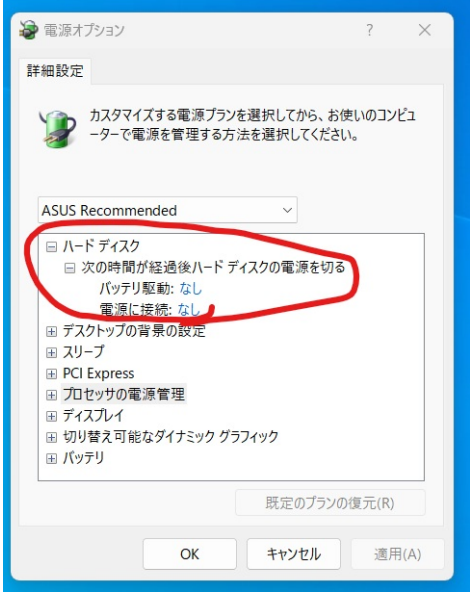 電源オプション
詳細設定
カスタマイズする電源プランを選択してから、お使いのコンピュ
ーターで電源を管理する方法を選択してください。
ASUS Recommended
ハード ディスク
次の時間が経過後ハード ディスクの電源を切る
バッテリ駆動: なし
電源に接続: なし
デスクトップの背景の設定
スリープ
PCI Express
プロセッサの電源管理
ディスプレイ
切り替え可能なダイナミック グラフィック
バッテリ
既定のプランの復元(R)
OK
キャンセル
適用(A)